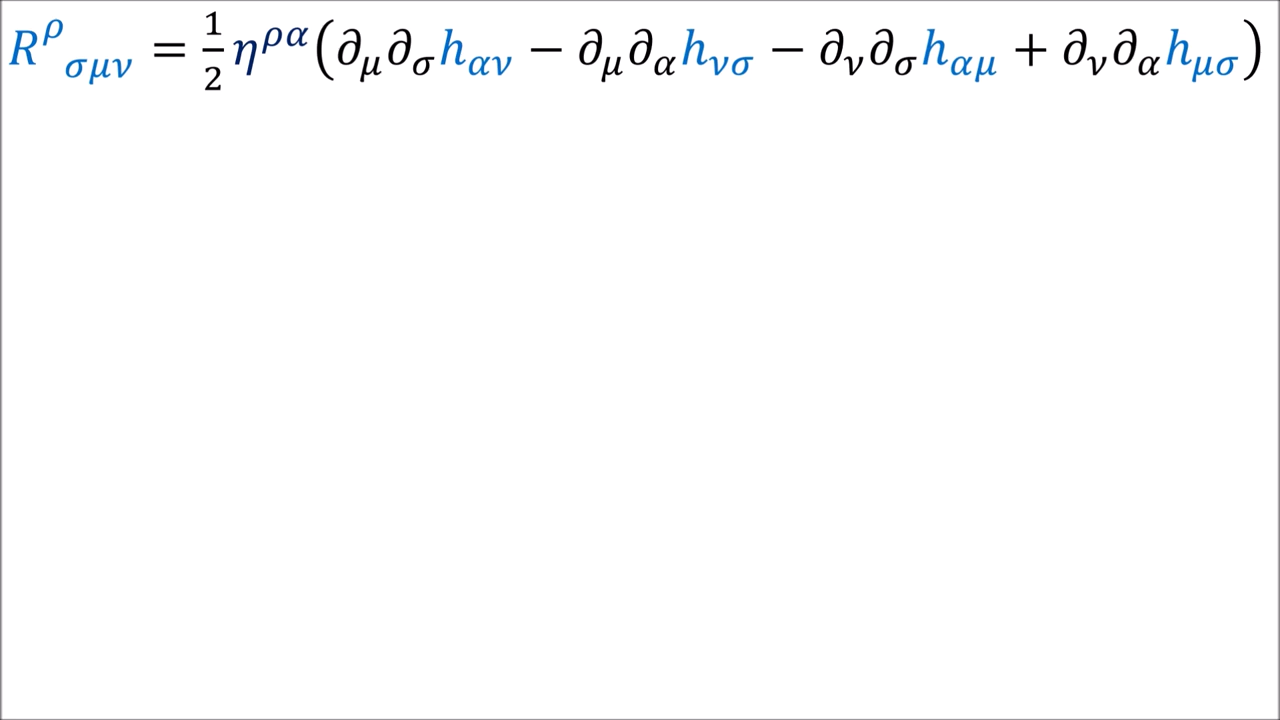 R^ρ_σμν = 1/2 η^ρα(∂_μ∂_σh_αν − ∂_μ∂_αh_νσ − ∂_ν∂_σh_αμ + ∂_ν∂_αh_μσ)